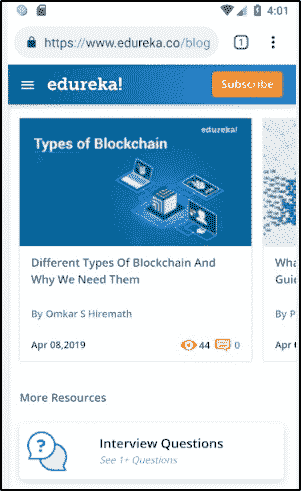 4:01
https://www.edureka.co/blog
1
edureka!
Subscribe
edureka!
Types of Blockchain
Different Types Of Blockchain And
Why We Need Them
By Omkar S Hiremath
Apr 08,2019
44
0
Wha
Guid
By P
Apr
More Resources
Interview Questions
See 1+ Questions